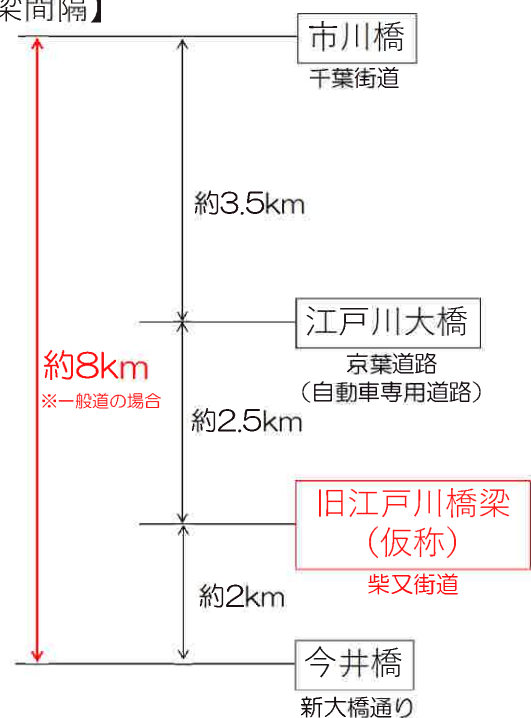 梁間隔】
市川橋
千葉街道
約3.5km
江戸川大橋
京葉道路
（自動車専用道路）
約8km
※一般道の場合
約2.5km
旧江戸川橋梁
（仮称）
柴又街道
約2km
今井橋
新大橋通り